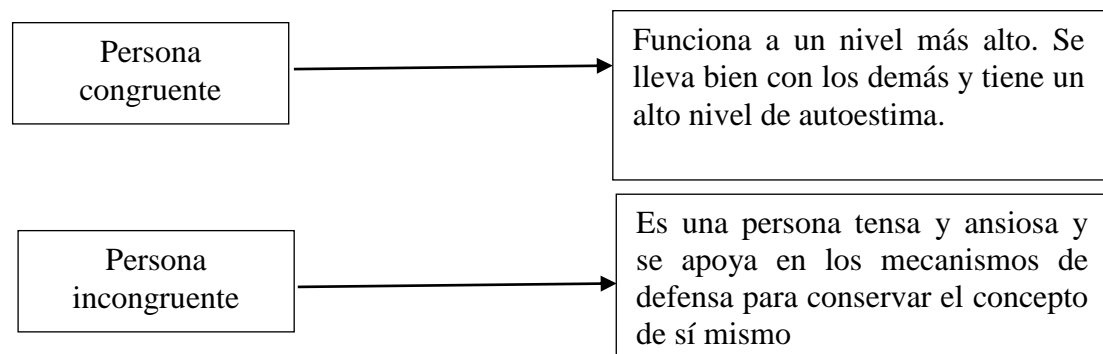 Persona
congruente
Funciona a un nivel más alto. Se
lleva bien con los demás y tiene un
alto nivel de autoestima.
Persona
incongruente
Es una persona tensa y ansiosa y
se apoya en los mecanismos de
defensa para conservar el concepto
de sí mismo